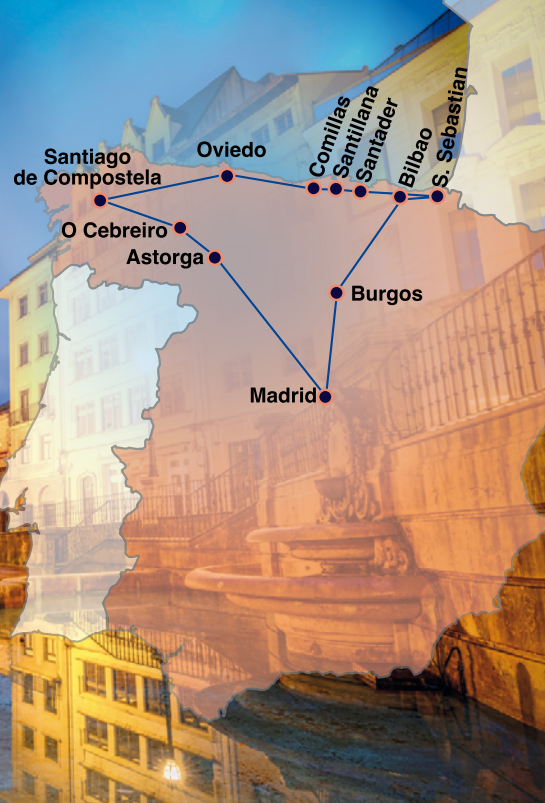 Santiago
de Compostela
Oviedo
Comillas
Santillana
Santader
Bilbao
S. Sebastian
O Cebreiro
Astorga
Burgos
Madrid